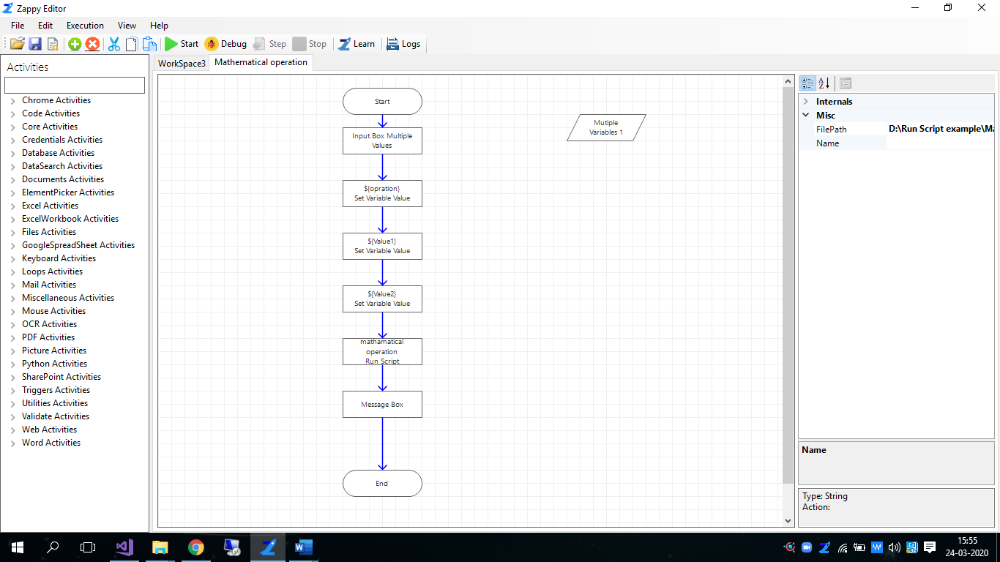 Zappy Editor
File Edit Execution View Help
Start Debug Step Stop Learn Logs
Activities
Chrome Activities
Code Activities
Core Activities
Credentials Activities
Database Activities
DataSearch Activities
Documents Activities
ElementPicker Activities
Excel Activities
ExcelWorkbook Activities
Files Activities
GoogleSpreadSheet Activities
Keyboard Activities
Loops Activities
Mail Activities
Miscellaneous Activities
Mouse Activities
OCR Activities
PDF Activities
Picture Activities
Python Activities
SharePoint Activities
Triggers Activities
Utilities Activities
Validate Activities
Web Activities
Word Activities
WorkSpace3 Mathematical operation
Start
Input Box Multiple
Values
${opration}
Set Variable Value
${Value1}
Set Variable Value
${Value2}
Set Variable Value
mathamatical
operation
Run Script
Message Box
End
Mutiple
Variables 1
Internals
Misc
FilePath D:\Run Script example\Ma
Name
Name
Type: String
Action:
15:55
24-03-2020